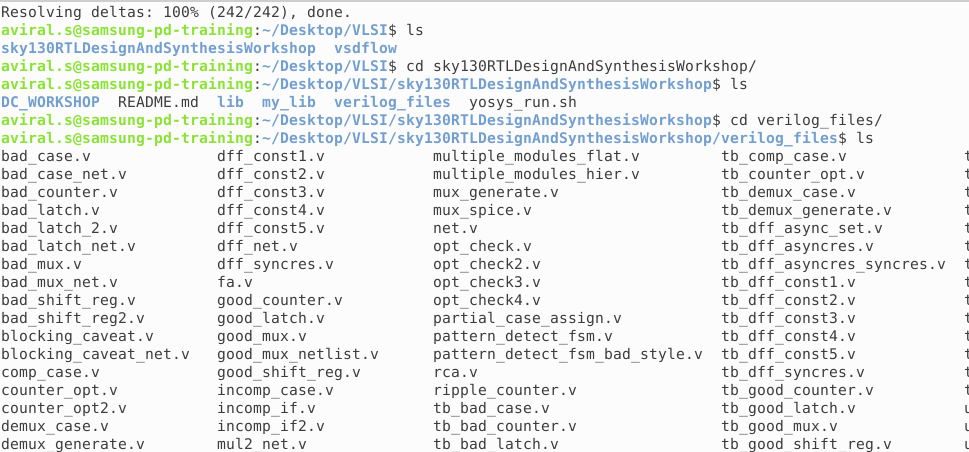 Resolving deltas: 100% (242/242), done.
aviral.s@samsung-pd-training:~/Desktop/VLSI$ ls
sky130RTLDesignAndSynthesisWorkshop  vsdflow
aviral.s@samsung-pd-training:~/Desktop/VLSI$ cd sky130RTLDesignAndSynthesisWorkshop/
aviral.s@samsung-pd-training:~/Desktop/VLSI/sky130RTLDesignAndSynthesisWorkshop$ ls
DC_WORKSHOP  README.md  lib  my_lib  verilog_files  yosys_run.sh
aviral.s@samsung-pd-training:~/Desktop/VLSI/sky130RTLDesignAndSynthesisWorkshop$ cd verilog_files/
aviral.s@samsung-pd-training:~/Desktop/VLSI/sky130RTLDesignAndSynthesisWorkshop/verilog_files$ ls
bad_case.v  dff_const1.v  multiple_modules_flat.v  tb_comp_case.v
bad_case_net.v  dff_const2.v  multiple_modules_hier.v  tb_counter_opt.v
bad_counter.v  dff_const3.v  mux_generate.v  tb_demux_case.v
bad_latch.v  dff_const4.v  mux_spice.v  tb_demux_generate.v
bad_latch_2.v  dff_const5.v  net.v  tb_dff_async_set.v
bad_latch_net.v  dff_net.v  opt_check.v  tb_dff_asyncres.v
bad_mux.v  dff_syncres.v  opt_check2.v  tb_dff_asyncres_syncres.v
bad_mux_net.v  fa.v  opt_check3.v  tb_dff_const1.v
bad_shift_reg.v  good_counter.v  opt_check4.v  tb_dff_const2.v
bad_shift_reg2.v  good_latch.v  partial_case_assign.v  tb_dff_const3.v
blocking_caveat.v  good_mux.v  pattern_detect_fsm.v  tb_dff_const4.v
blocking_caveat_net.v  good_mux_netlist.v  pattern_detect_fsm_bad_style.v  tb_dff_const5.v
comp_case.v  good_shift_reg.v  rca.v  tb_dff_syncres.v
counter_opt.v  incomp_case.v  ripple_counter.v  tb_good_counter.v
counter_opt2.v  incomp_if.v  tb_bad_case.v  tb_good_latch.v
demux_case.v  incomp_if2.v  tb_bad_counter.v  tb_good_mux.v
demux_generate.v  mul2_net.v  tb_bad_latch.v  tb_good_shift_reg.v